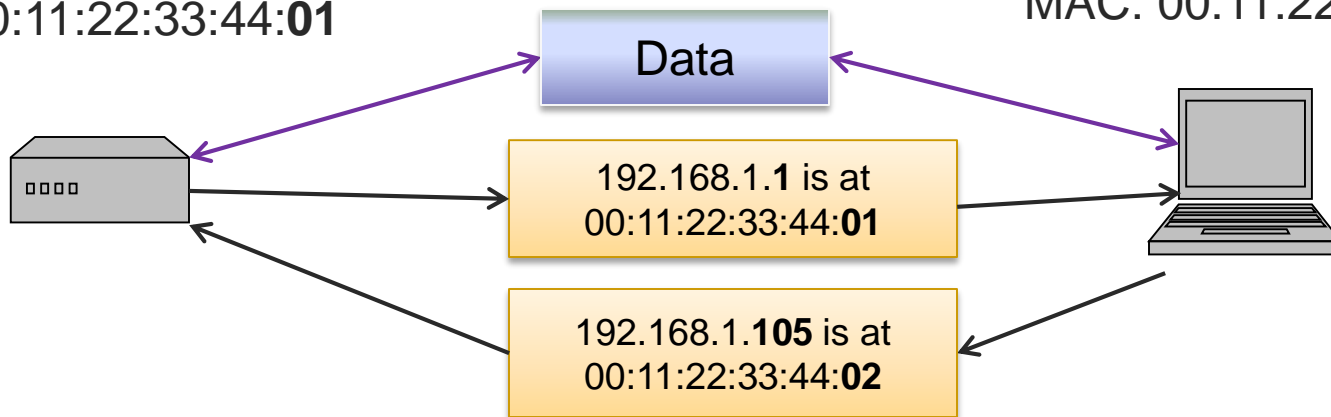 0:11:22:33:44:01
MAC: 00:11:22
Data
192.168.1.1 is at
00:11:22:33:44:01
192.168.1.105 is at
00:11:22:33:44:02